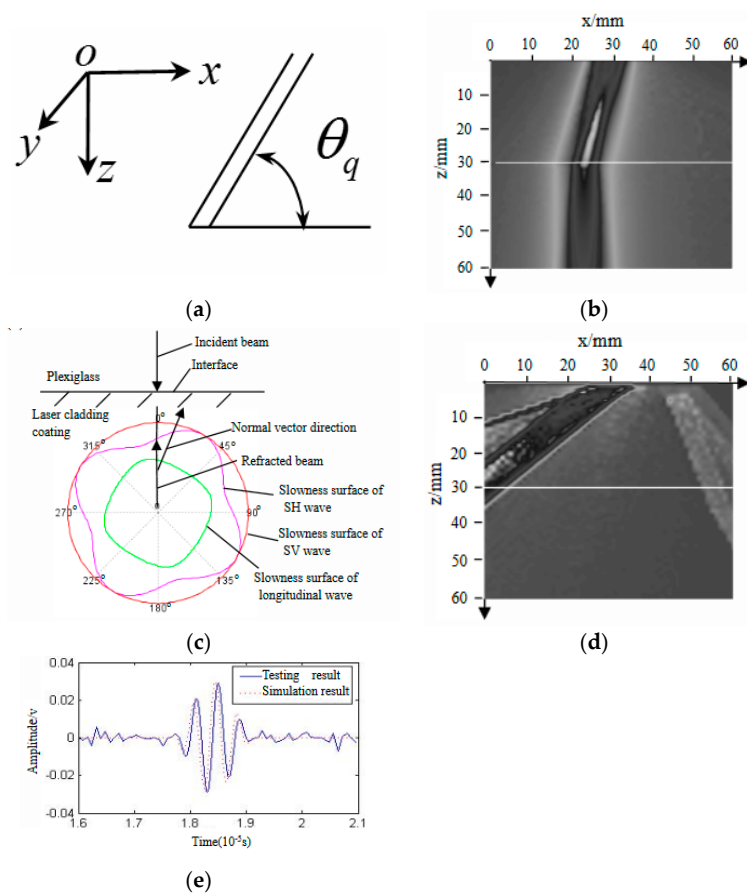 o
x
y
z
θq
(a)
x/mm
0 10 20 30 40 60
z/mm
10
20
30
40
50
60
(b)
Incident beam
Plexiglass
Interface
Laser cladding
coating
0°
Normal vector direction
315°
45°
Refracted beam
Slowness surface of
SH wave
270°
90°
Slowness surface of
SV wave
225°
135°
Slowness surface of
longitudinal wave
180°
(c)
x/mm
0 10 20 30 40 50 60
z/mm
10
20
30
40
50
60
(d)
0.04
0.02
0
-0.02
-0.04
Amplitude/v
Testing result
Simulation result
1.6 1.7 1.8 1.9 2 2.1
Time(10⁻⁵s)
(e)